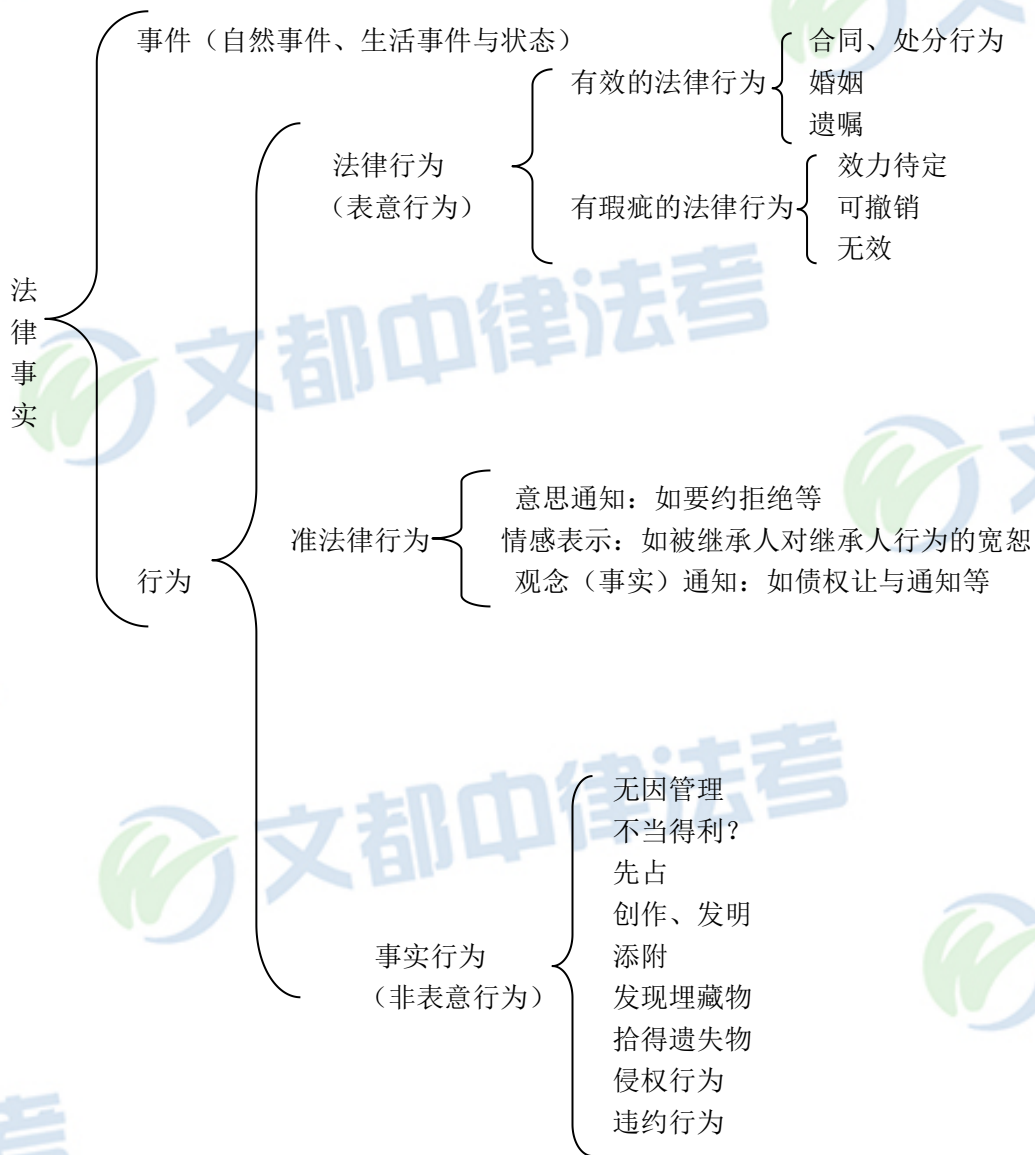 事件（自然事件、生活事件与状态）
合同、处分行为
有效的法律行为
婚姻
遗嘱
法律行为
（表意行为）
效力待定
有瑕疵的法律行为
可撤销
无效
法律事实
文都中律法考
意思通知：如要约拒绝等
准法律行为
情感表示：如被继承人对继承人行为的宽恕
观念（事实）通知：如债权让与通知等
行为
文都中律法考
无因管理
不当得利？
先占
创作、发明
事实行为
（非表意行为）
添附
发现埋藏物
拾得遗失物
侵权行为
违约行为